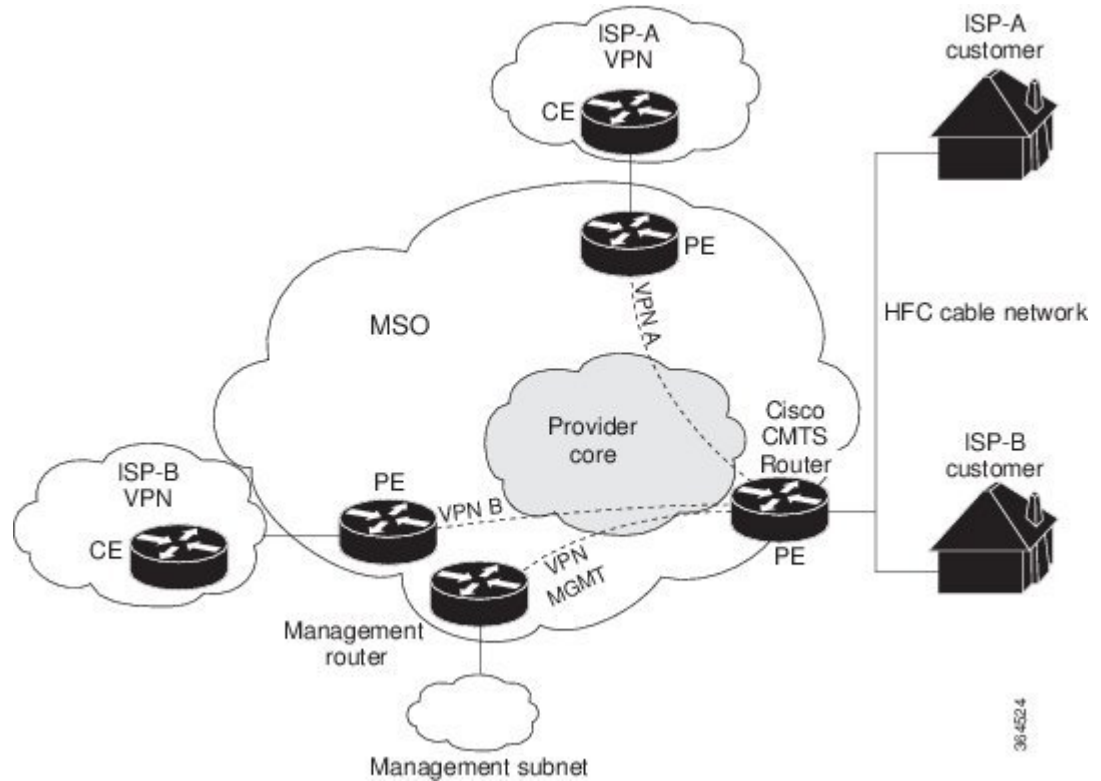 ISP-A
VPN
CE
ISP-A
customer
PE
MSO
VPN A
HFC cable network
Provider
core
Cisco
CMTS
Router
ISP-B
customer
ISP-B
VPN
CE
PE
VPN B
PE
VPN
MGMT
Management
router
Management subnet
364524